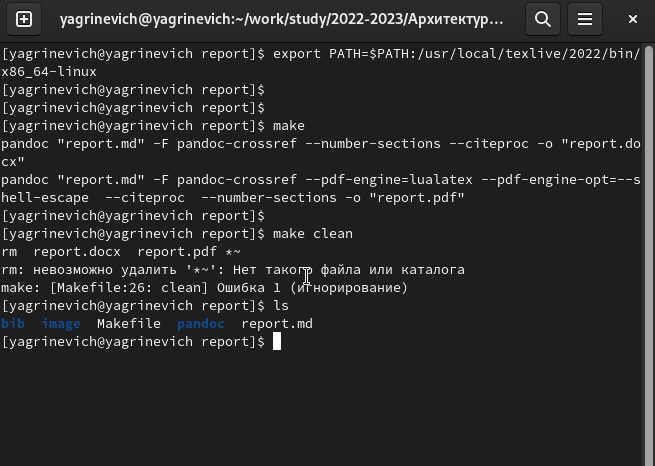 yagrinevich@yagrinevich:~/work/study/2022-2023/Архитектур...
[yagrinevich@yagrinevich report]$ export PATH=$PATH:/usr/local/texlive/2022/bin/
x86_64-linux
[yagrinevich@yagrinevich report]$
[yagrinevich@yagrinevich report]$
[yagrinevich@yagrinevich report]$ make
pandoc "report.md" -F pandoc-crossref --number-sections --citeproc -o "report.do
cx"
pandoc "report.md" -F pandoc-crossref --pdf-engine=lualatex --pdf-engine-opt=--s
hell-escape  --citeproc  --number-sections -o "report.pdf"
[yagrinevich@yagrinevich report]$
[yagrinevich@yagrinevich report]$ make clean
rm  report.docx  report.pdf *~
rm: невозможно удалить '*~': Нет такого файла или каталога
make: [Makefile:26: clean] Ошибка 1 (игнорирование)
[yagrinevich@yagrinevich report]$ ls
bib  image  Makefile  pandoc  report.md
[yagrinevich@yagrinevich report]$